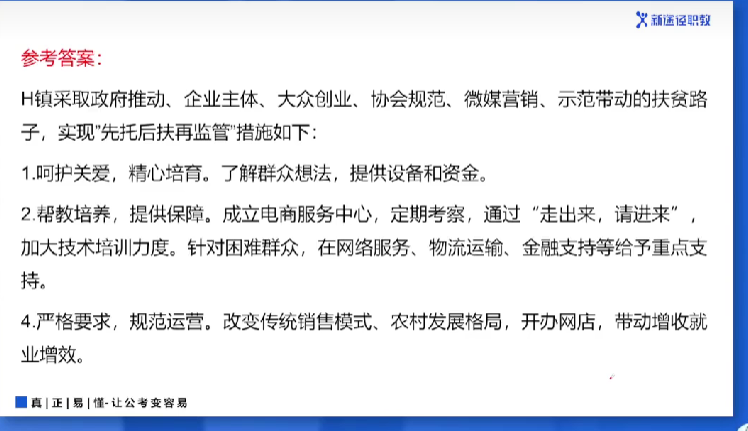 新途径职教
参考答案：
H镇采取政府推动、企业主体、大众创业、协会规范、微媒营销、示范带动的扶贫路
子，实现"先托后扶再监管"措施如下：
1.呵护关爱，精心培育。了解群众想法，提供设备和资金。
2.帮教培养，提供保障。成立电商服务中心，定期考察，通过“走出来，请进来”，
加大技术培训力度。针对困难群众，在网络服务、物流运输、金融支持等给予重点支
持。
4.严格要求，规范运营。改变传统销售模式、农村发展格局，开办网店，带动增收就
业增效。
真|正|易|懂-让公考变容易